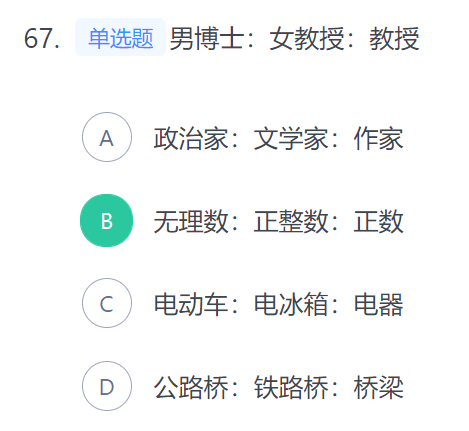 67. 单选题 男博士：女教授：教授
A 政治家：文学家：作家
B 无理数：正整数：正数
C 电动车：电冰箱：电器
D 公路桥：铁路桥：桥梁